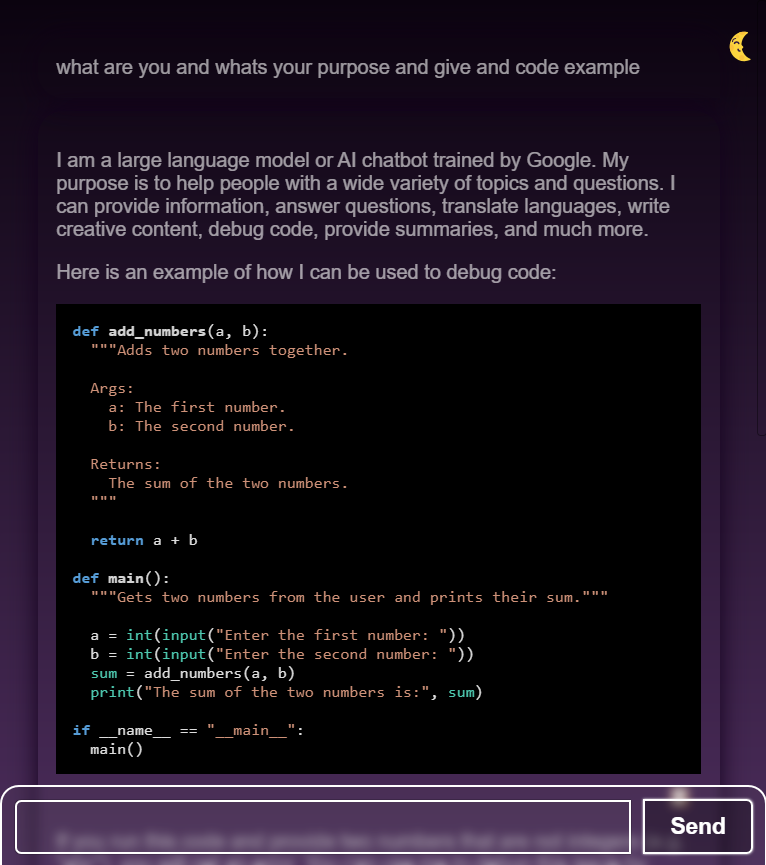 what are you and whats your purpose and give and code example
I am a large language model or AI chatbot trained by Google. My
purpose is to help people with a wide variety of topics and questions. I
can provide information, answer questions, translate languages, write
creative content, debug code, provide summaries, and much more.
Here is an example of how I can be used to debug code:
def add_numbers(a, b):
"""Adds two numbers together.
Args:
a: The first number.
b: The second number.
Returns:
The sum of the two numbers.
"""
return a + b
def main():
"""Gets two numbers from the user and prints their sum."""
a = int(input("Enter the first number: "))
b = int(input("Enter the second number: "))
sum = add_numbers(a, b)
print("The sum of the two numbers is:", sum)
if __name__ == "__main__":
main()
Send